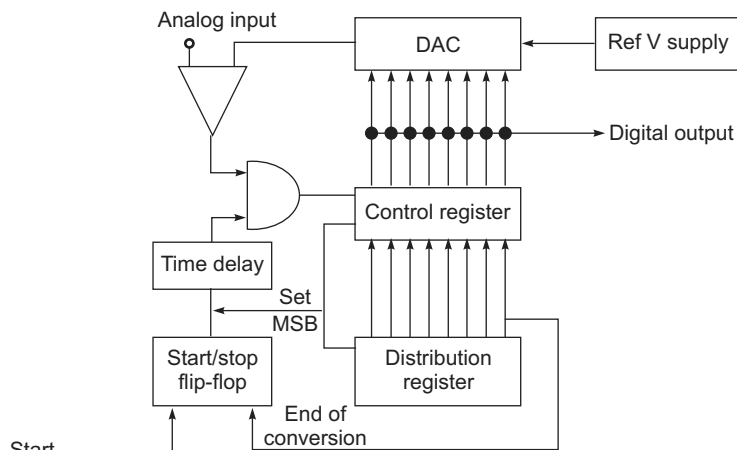 Analog input
DAC
Ref V supply
Digital output
Control register
Time delay
Set
MSB
Start/stop
flip-flop
Distribution
register
End of
conversion
Start